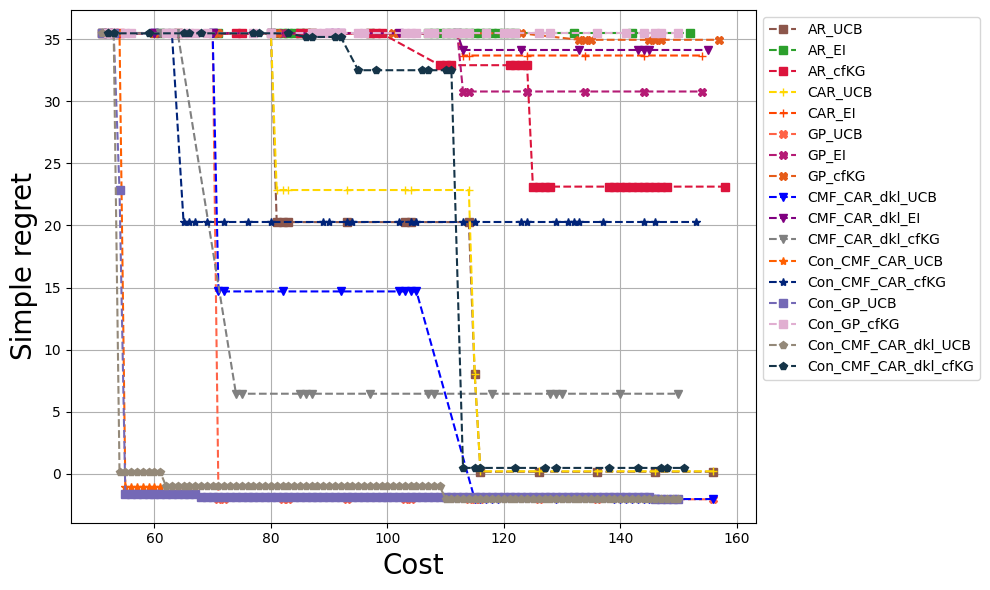 Simple regret
35
30
25
20
15
10
5
0
60
80
100
120
140
160
Cost
AR_UCB
AR_EI
AR_cfKG
CAR_UCB
CAR_EI
GP_UCB
GP_EI
GP_cfKG
CMF_CAR_dkl_UCB
CMF_CAR_dkl_EI
CMF_CAR_dkl_cfKG
Con_CMF_CAR_UCB
Con_CMF_CAR_cfKG
Con_GP_UCB
Con_GP_cfKG
Con_CMF_CAR_dkl_UCB
Con_CMF_CAR_dkl_cfKG